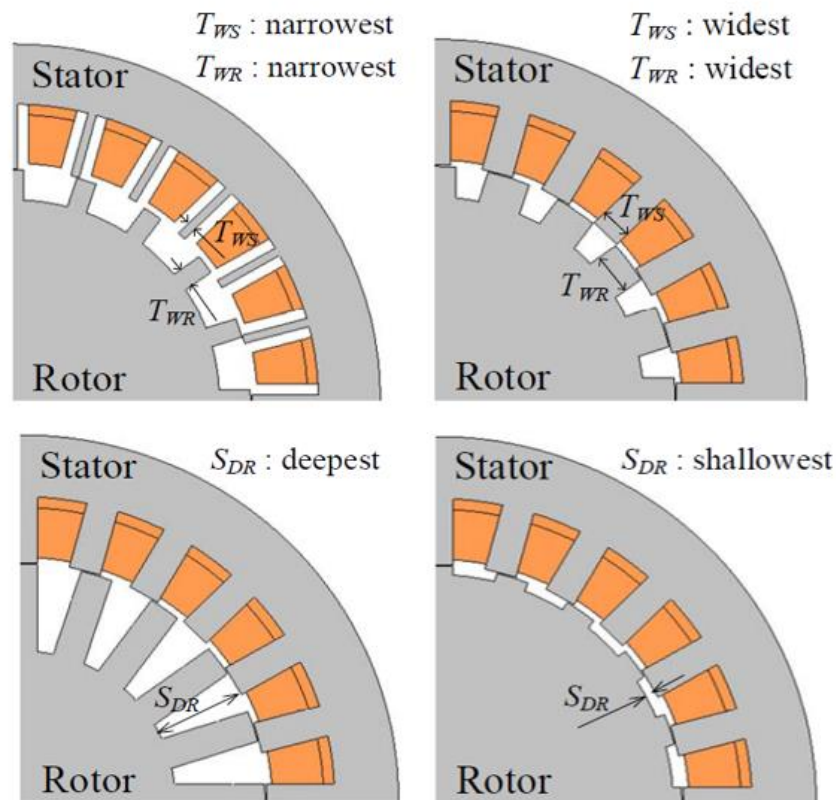 T_WS : narrowest
T_WR : narrowest
Stator
T_WS
T_WR
Rotor
T_WS : widest
T_WR : widest
Stator
T_WS
T_WR
Rotor
S_DR : deepest
Stator
S_DR
Rotor
S_DR : shallowest
Stator
S_DR
Rotor